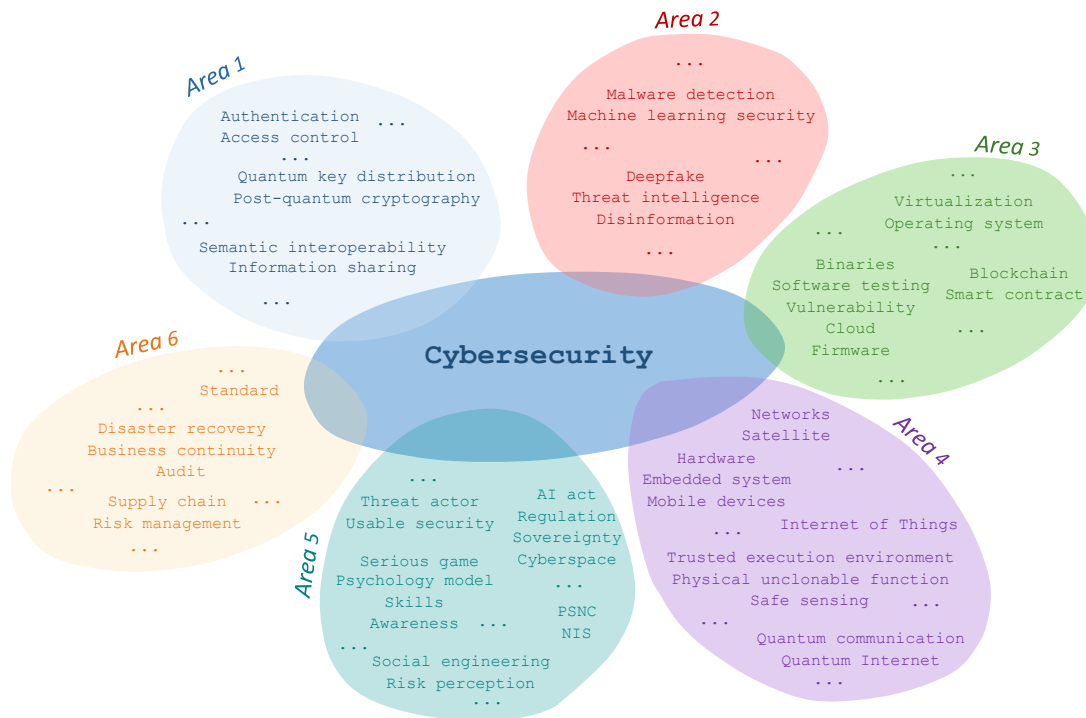 Area 1
Authentication ...
Access control
...
Quantum key distribution
Post-quantum cryptography
...
Semantic interoperability
Information sharing
...
Area 2
...
Malware detection
Machine learning security
...
...
Deepfake
Threat intelligence
Disinformation
...
Area 3
...
Virtualization
Operating system
...
...
Binaries
Software testing
Vulnerability
Cloud
Firmware
Blockchain
Smart contract
...
...
Cybersecurity
Area 4
Networks
Satellite
Hardware
Embedded system
Mobile devices
...
...
Internet of Things
Trusted execution environment
Physical unclonable function
Safe sensing ...
...
Quantum communication
Quantum Internet
...
Area 5
...
Threat actor
Usable security
AI act
Regulation
Sovereignty
Cyberspace
...
Serious game
Psychology model
Skills
Awareness ...
...
PSNC
NIS
Social engineering
Risk perception
...
Area 6
...
Standard
...
Disaster recovery
Business continuity
Audit
...
Supply chain ...
Risk management
...